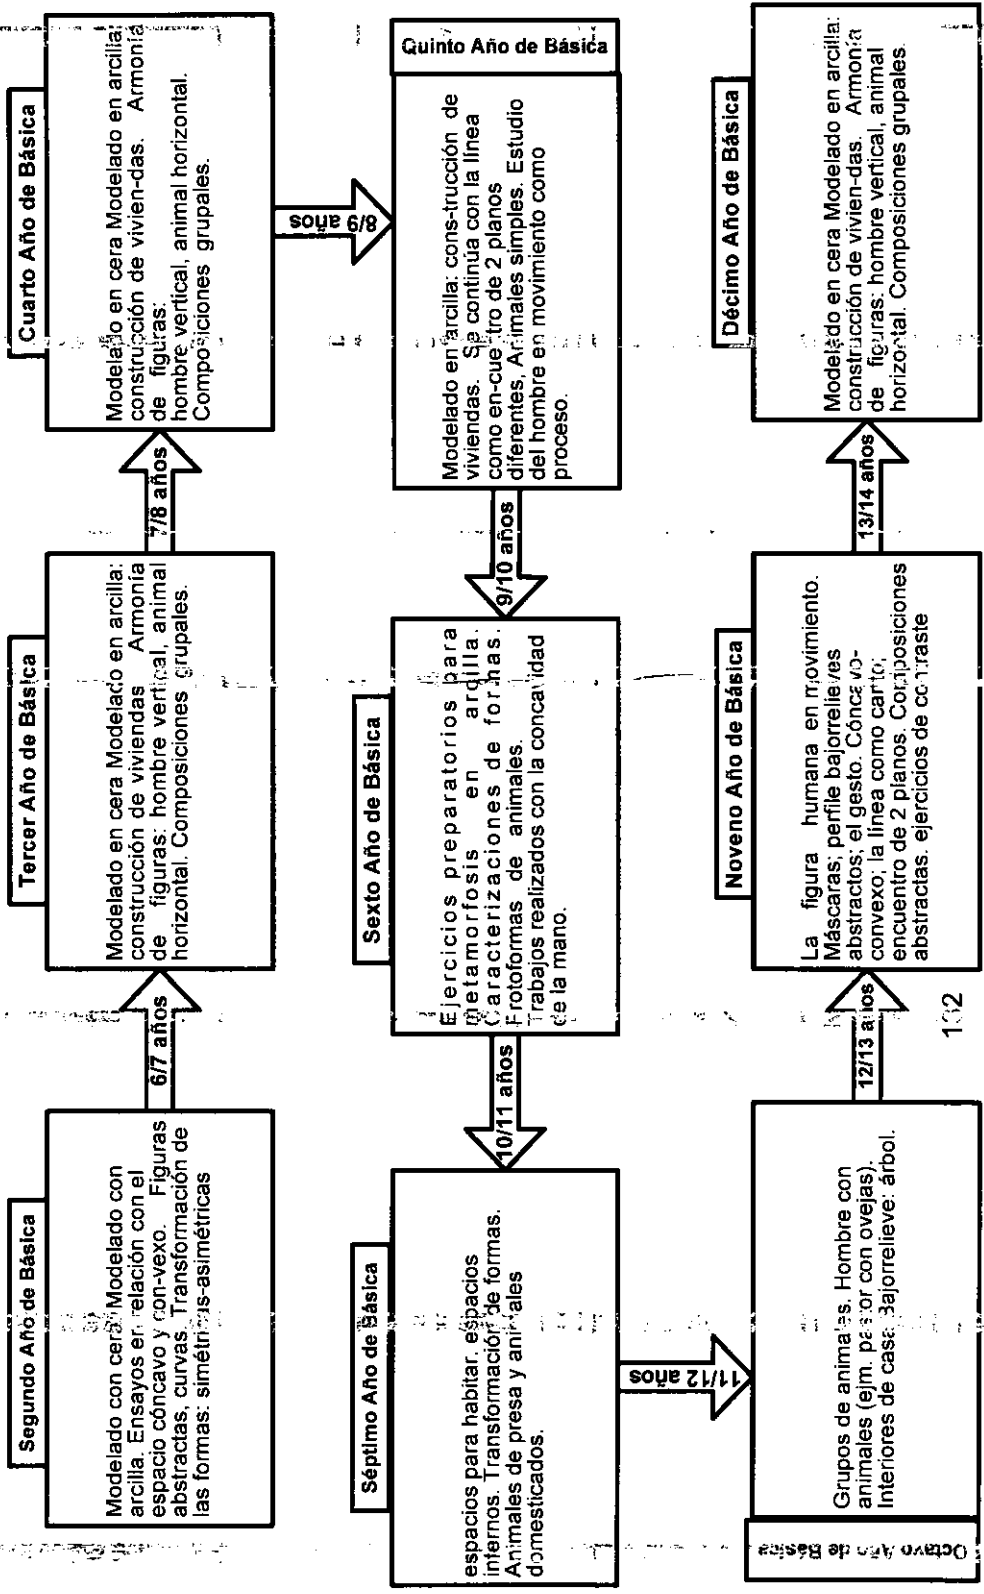 Segundo Año de Básica
Modelado con cera. Modelado con
arcilla. Ensayos en relación con el
espacio cóncavo y con-vexo. Figuras
abstractas, curvas. Transformación de
las formas: simétricas-asimétricas
6/7 años
Tercer Año de Básica
Modelado en cera Modelado en arcilla:
construcción de viviendas Armonía
de figuras: hombre vertical, animal
horizontal. Composiciones grupales.
7/8 años
Cuarto Año de Básica
Modelado en cera Modelado en arcilla:
construcción de vivien-das. Armonía
de figuras:
hombre vertical, animal horizontal.
Composiciones grupales.
8/9 años
Quinto Año de Básica
Modelado en arcilla: cons-trucción de
viviendas. Se continúa con la línea
como en-cuentro de 2 planos
diferentes, Animales simples. Estudio
del hombre en movimiento como
proceso.
9/10 años
Sexto Año de Básica
Ejercicios preparatorios para
metamorfosis en arcilla.
Caracterizaciones de formas.
Protoformas de animales.
Trabajos realizados con la concavidad
de la mano.
10/11 años
Séptimo Año de Básica
espacios para habitar. espacios
internos. Transformación de formas.
Animales de presa y animales
domesticados.
11/12 años
Octavo Año de Básica
Grupos de animales. Hombre con
animales (ejm. pastor con ovejas).
Interiores de casa. Bajorrelieve: árbol.
12/13 años
Noveno Año de Básica
La figura humana en movimiento.
Máscaras; perfile bajorrelieves
abstractos; el gesto. Cóncavo-
convexo; la línea como canto;
encuentro de 2 planos. Composiciones
abstractas. ejercicios de contraste
13/14 años
Décimo Año de Básica
Modelado en cera Modelado en arcilla:
construcción de vivien-das. Armonía
de figuras: hombre vertical, animal
horizontal. Composiciones grupales.
132